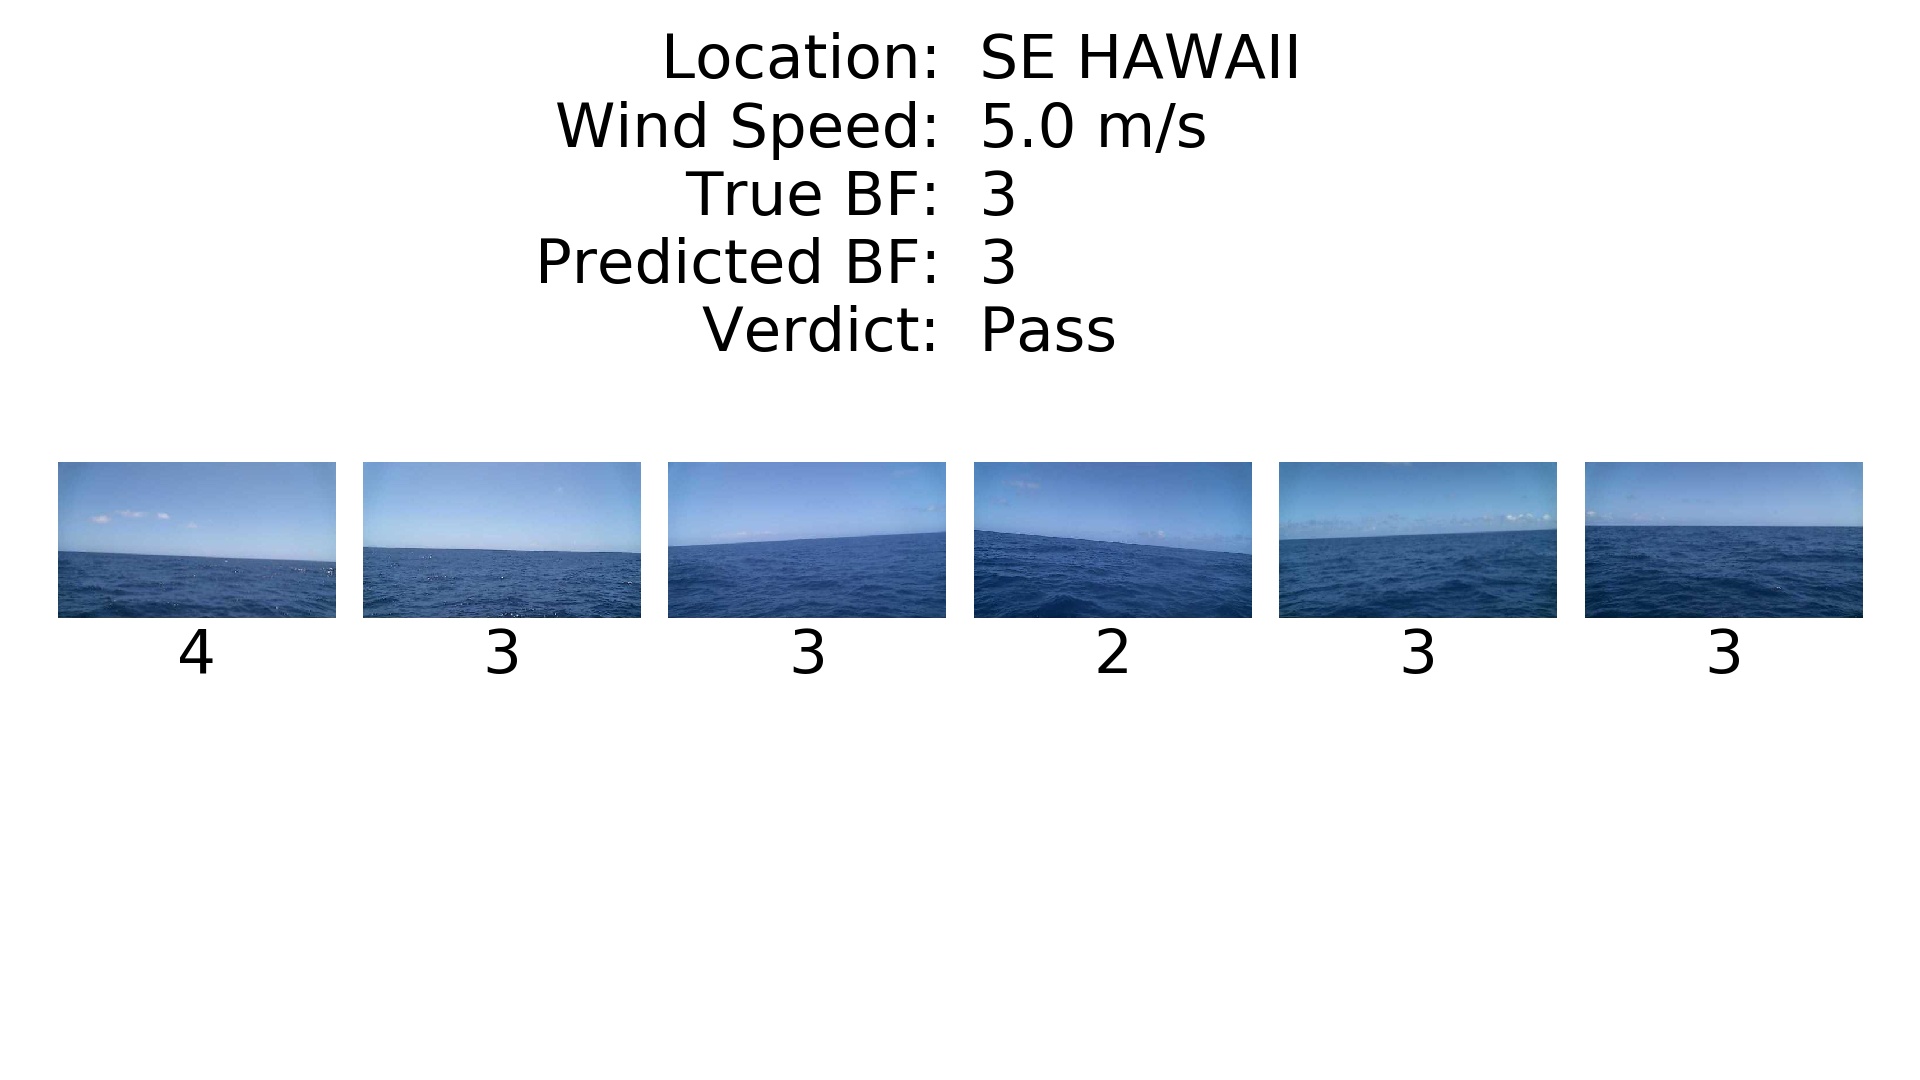 Location: SE HAWAII
Wind Speed: 5.0 m/s
True BF: 3
Predicted BF: 3
Verdict: Pass
4 3 3 2 3 3